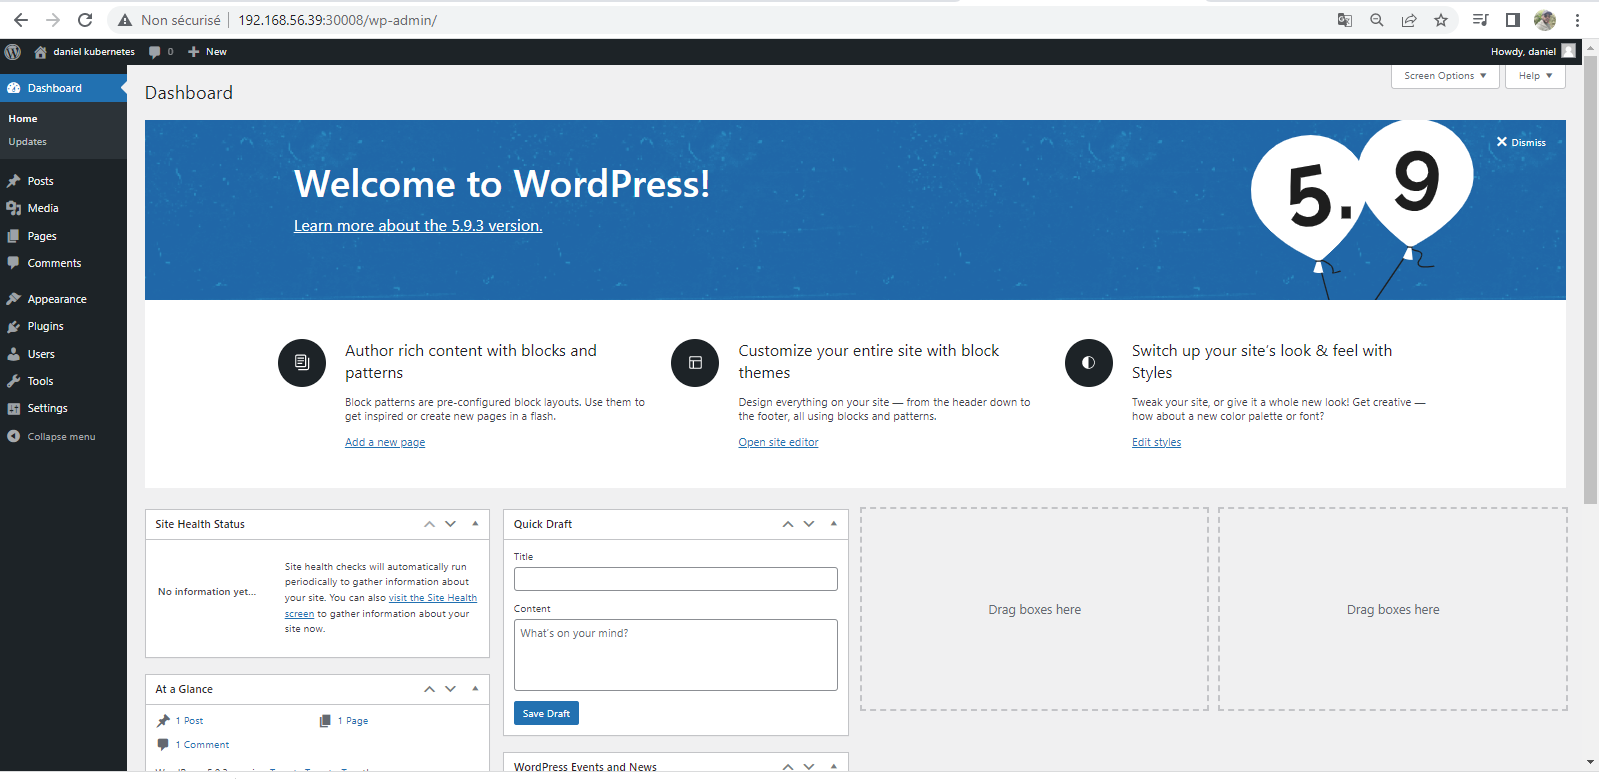 Non sécurisé 192.168.56.39:30008/wp-admin/
daniel kubernetes 0 New Howdy, daniel
Screen Options Help
Dashboard
Home
Updates
Posts
Media
Pages
Comments
Appearance
Plugins
Users
Tools
Settings
Collapse menu
Dashboard
Dismiss
Welcome to WordPress!
Learn more about the 5.9.3 version.
5.9
Author rich content with blocks and
patterns
Block patterns are pre-configured block layouts. Use them to
get inspired or create new pages in a flash.
Add a new page
Customize your entire site with block
themes
Design everything on your site — from the header down to
the footer, all using blocks and patterns.
Open site editor
Switch up your site’s look & feel with
Styles
Tweak your site, or give it a whole new look! Get creative —
how about a new color palette or font?
Edit styles
Site Health Status
No information yet...
Site health checks will automatically run
periodically to gather information about
your site. You can also visit the Site Health
screen to gather information about your
site now.
At a Glance
1 Post 1 Page
1 Comment
Quick Draft
Title
Content
What’s on your mind?
Save Draft
WordPress Events and News
Drag boxes here
Drag boxes here